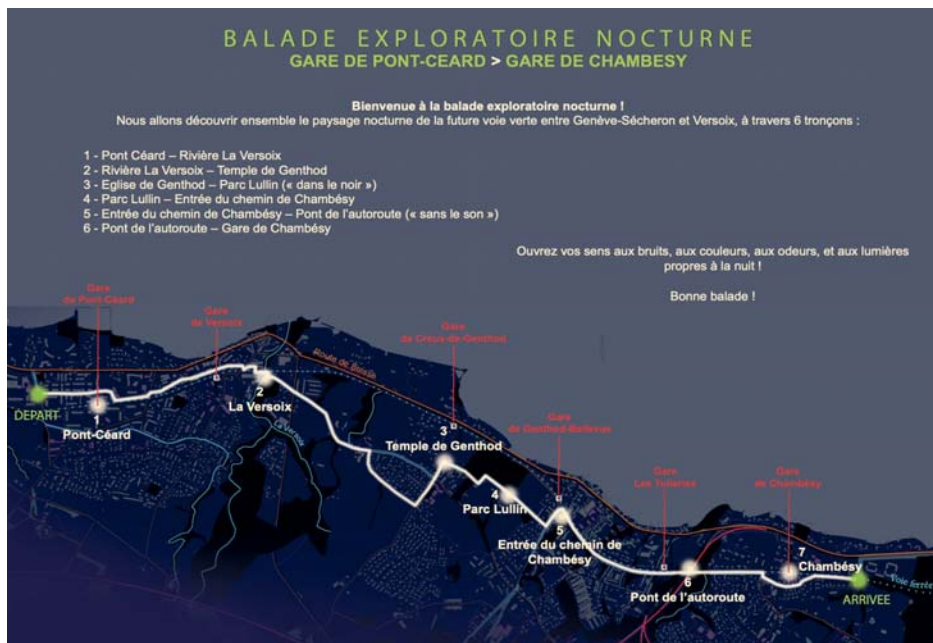 BALADE EXPLORATOIRE NOCTURNE
GARE DE PONT-CEARD > GARE DE CHAMBESY
Bienvenue à la balade exploratoire nocturne !
Nous allons découvrir ensemble le paysage nocturne de la future voie verte entre Genève-Sécheron et Versoix, à travers 6 tronçons :
1 - Pont Céard – Rivière La Versoix
2 - Rivière La Versoix – Temple de Genthod
3 - Eglise de Genthod – Parc Lullin (« dans le noir »)
4 - Parc Lullin – Entrée du chemin de Chambésy
5 - Entrée du chemin de Chambésy – Pont de l'autoroute (« sans le son »)
6 - Pont de l'autoroute – Gare de Chambésy
Ouvrez vos sens aux bruits, aux couleurs, aux odeurs, et aux lumières
propres à la nuit !
Bonne balade !
Gare
de Pont-Céard
Gare
de Versoix
Gare
de Creux-de-Genthod
Route de Suisse
DEPART
1
Pont-Céard
2
La Versoix
La Versoix
3
Temple de Genthod
Gare
de Genthod-Bellevue
4
Parc Lullin
5
Entrée du chemin de
Chambésy
Gare
Les Tuileries
Gare
de Chambésy
6
Pont de l'autoroute
7
Chambésy
Voie ferrée
ARRIVEE